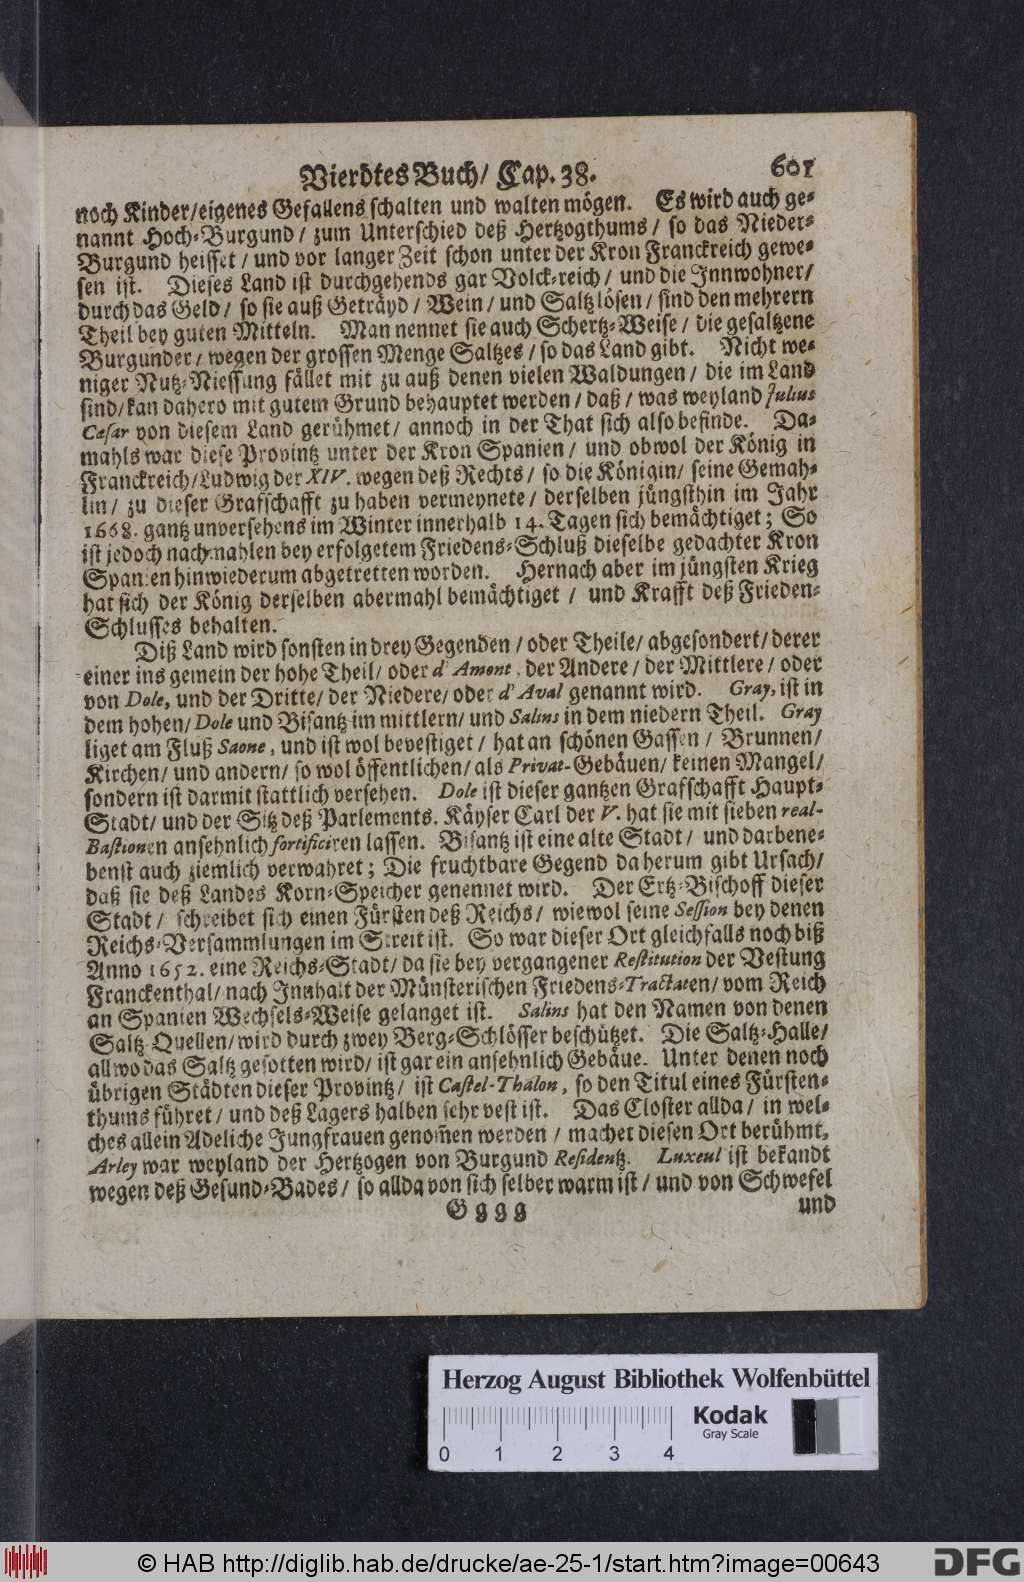 Vierdtes Buch/ Cap. 38. 601
noch Kinder/eigenes Gefallens schalten und walten mögen. Es wird auch ge-
nannt Hoch-Burgund/ zum Unterschied deß Hertzogthums/ so das Nieder-
Burgund heisset/ und vor langer Zeit schon unter der Kron Franckreich gewe-
sen ist. Dieses Land ist durchgehends gar Volck-reich/ und die Innwohner/
durch das Geld/ so sie auß Geträyd/ Wein/ und Saltz lösen/ sind den mehrern
Theil bey guten Mitteln. Man nennet sie auch Schertz-Weise/ die gesaltzene
Burgunder/ wegen der grossen Menge Saltzes/ so das Land gibt. Nicht we-
niger Nutz-Niessung fället mit zu auß denen vielen Waldungen/ die im Land
sind/kan dahero mit gutem Grund behauptet werden/ daß/ was weyland Julius
Cæsar von diesem Land gerühmet/ annoch in der That sich also befinde. Da-
mahls war diese Provintz unter der Kron Spanien/ und obwol der König in
Franckreich/Ludwig der XIV. wegen deß Rechts/ so die Königin/ seine Gemah-
lin/ zu dieser Grafschafft zu haben vermeynete/ derselben jüngsthin im Jahr
1668. gantz unversehens im Winter innerhalb 14. Tagen sich bemächtiget; So
ist jedoch nachmahlen bey erfolgetem Friedens-Schluß dieselbe gedachter Kron
Spanien hinwiederum abgetretten worden. Hernach aber im jüngsten Krieg
hat sich der König derselben abermahl bemächtiget/ und Krafft deß Frieden-
Schlusses behalten.
Diß Land wird sonsten in drey Gegenden/ oder Theile/ abgesondert/ derer
einer ins gemein der hohe Theil/ oder d' Amont, der Andere/ der Mittlere/ oder
von Dole, und der Dritte/ der Niedere/ oder d' Aval genannt wird. Gray, ist in
dem hohen/ Dole und Bisantz im mittlern/ und Salins in dem niedern Theil. Gray
liget am Fluß Saone, und ist wol bevestiget/ hat an schönen Gassen/ Brunnen/
Kirchen/ und andern/ so wol öffentlichen/ als Privat-Gebäuen/ keinen Mangel/
sondern ist darmit stattlich versehen. Dole ist dieser gantzen Grafschafft Haupt-
Stadt/ und der Sitz deß Parlements. Käyser Carl der V. hat sie mit sieben real-
Bastionen ansehnlich fortificiren lassen. Bisantz ist eine alte Stadt/ und darbene-
benst auch ziemlich verwahret; Die fruchtbare Gegend da herum gibt Ursach/
daß sie deß Landes Korn-Speicher genennet wird. Der Ertz-Bischoff dieser
Stadt/ schreibet sich einen Fürsten deß Reichs/ wiewol seine Session bey denen
Reichs-Versammlungen im Streit ist. So war dieser Ort gleichfalls noch biß
Anno 1652. eine Reichs-Stadt/ da sie bey vergangener Restitution der Vestung
Franckenthal/ nach Innhalt der Münsterischen Friedens-Tractaten/ vom Reich
an Spanien Wechsels-Weise gelanget ist. Salins hat den Namen von denen
Saltz-Quellen/ wird durch zwey Berg-Schlösser beschützet. Die Saltz-Halle/
allwo das Saltz gesotten wird/ ist gar ein ansehnlich Gebäue. Unter denen noch
übrigen Städten dieser Provintz/ ist Castel-Thalon, so den Titul eines Fürsten-
thums führet/ und deß Lagers halben sehr vest ist. Das Closter allda/ in wel-
ches allein Adeliche Jungfrauen genom̃en werden/ machet diesen Ort berühmt.
Arley war weyland der Hertzogen von Burgund Residentz. Luxeul ist bekandt
wegen deß Gesund-Bades/ so allda von sich selber warm ist/ und von Schwefel
Gggg und
Herzog August Bibliothek Wolfenbüttel
0 1 2 3 4
Kodak
Gray Scale
© HAB http://diglib.hab.de/drucke/ae-25-1/start.htm?image=00643
DFG